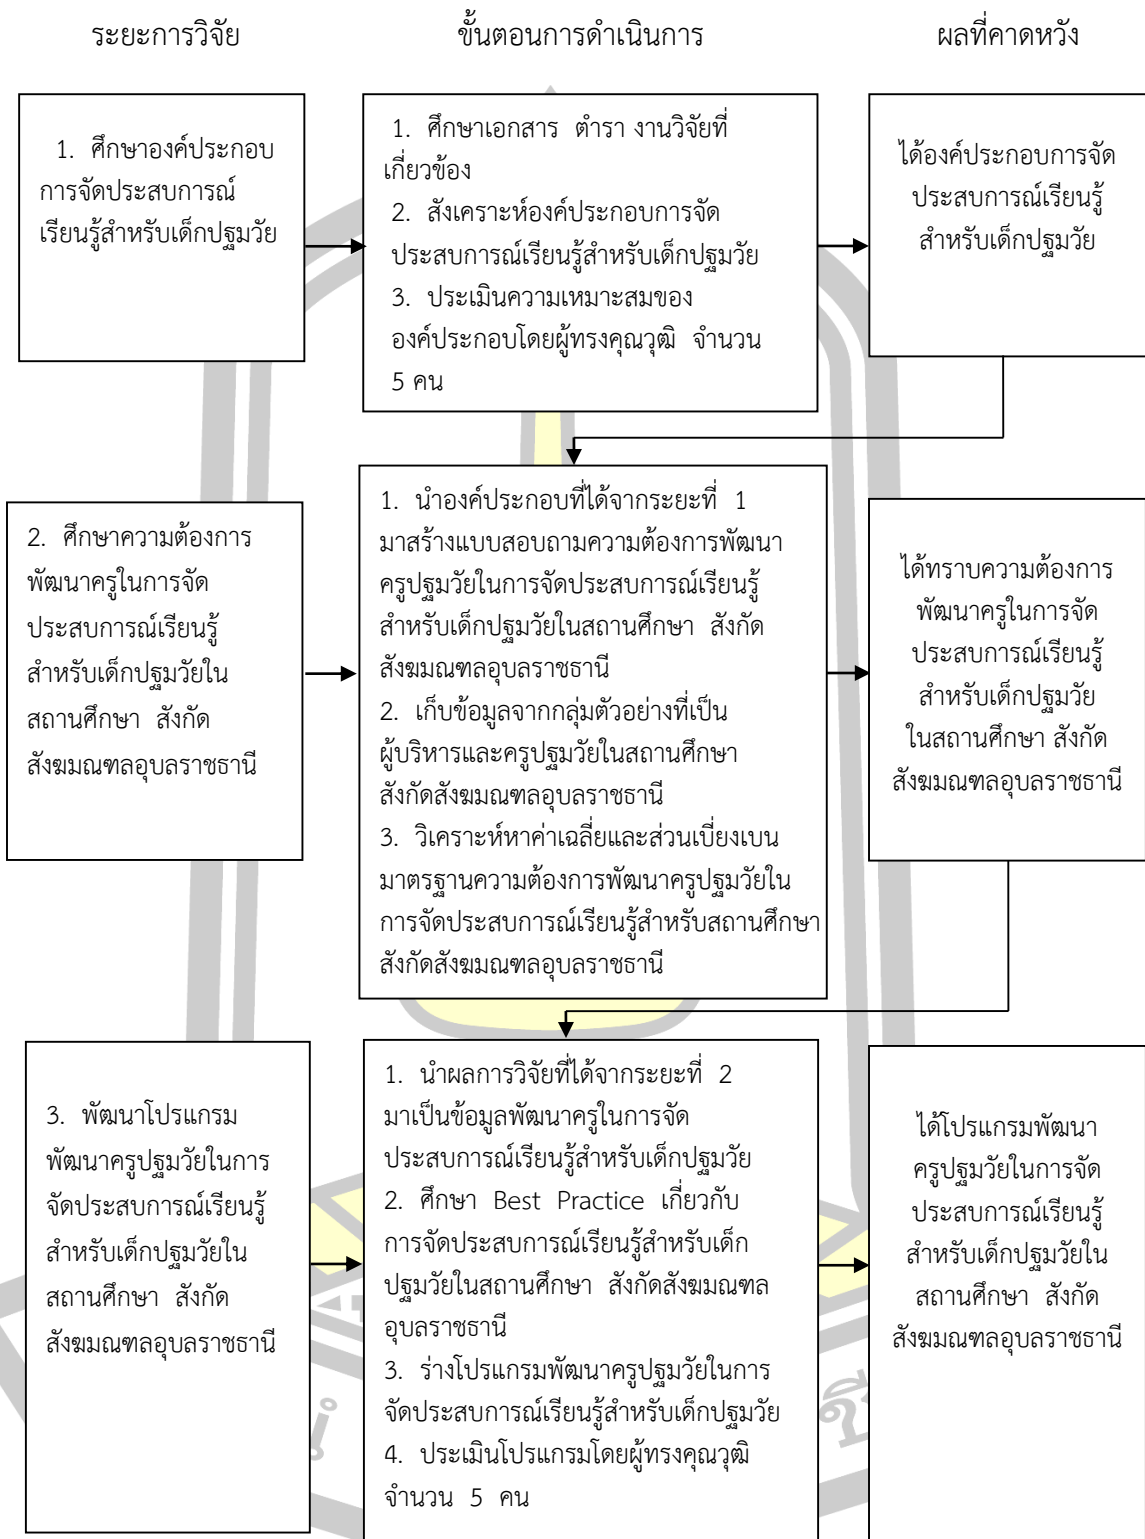 ระยะการวิจัย
ขั้นตอนการดำเนินการ
ผลที่คาดหวัง
1. ศึกษาองค์ประกอบ
การจัดประสบการณ์
เรียนรู้สำหรับเด็กปฐมวัย
1. ศึกษาเอกสาร ตำรา งานวิจัยที่
เกี่ยวข้อง
2. สังเคราะห์องค์ประกอบการจัด
ประสบการณ์เรียนรู้สำหรับเด็กปฐมวัย
3. ประเมินความเหมาะสมของ
องค์ประกอบโดยผู้ทรงคุณวุฒิ จำนวน
5 คน
ได้องค์ประกอบการจัด
ประสบการณ์เรียนรู้
สำหรับเด็กปฐมวัย
2. ศึกษาความต้องการ
พัฒนาครูในการจัด
ประสบการณ์เรียนรู้
สำหรับเด็กปฐมวัยใน
สถานศึกษา สังกัด
สังฆมณฑลอุบลราชธานี
1. นำองค์ประกอบที่ได้จากระยะที่ 1
มาสร้างแบบสอบถามความต้องการพัฒนา
ครูปฐมวัยในการจัดประสบการณ์เรียนรู้
สำหรับเด็กปฐมวัยในสถานศึกษา สังกัด
สังฆมณฑลอุบลราชธานี
2. เก็บข้อมูลจากกลุ่มตัวอย่างที่เป็น
ผู้บริหารและครูปฐมวัยในสถานศึกษา
สังกัดสังฆมณฑลอุบลราชธานี
3. วิเคราะห์หาค่าเฉลี่ยและส่วนเบี่ยงเบน
มาตรฐานความต้องการพัฒนาครูปฐมวัยใน
การจัดประสบการณ์เรียนรู้สำหรับสถานศึกษา
สังกัดสังฆมณฑลอุบลราชธานี
ได้ทราบความต้องการ
พัฒนาครูในการจัด
ประสบการณ์เรียนรู้
สำหรับเด็กปฐมวัย
ในสถานศึกษา สังกัด
สังฆมณฑลอุบลราชธานี
3. พัฒนาโปรแกรม
พัฒนาครูปฐมวัยในการ
จัดประสบการณ์เรียนรู้
สำหรับเด็กปฐมวัยใน
สถานศึกษา สังกัด
สังฆมณฑลอุบลราชธานี
1. นำผลการวิจัยที่ได้จากระยะที่ 2
มาเป็นข้อมูลพัฒนาครูในการจัด
ประสบการณ์เรียนรู้สำหรับเด็กปฐมวัย
2. ศึกษา Best Practice เกี่ยวกับ
การจัดประสบการณ์เรียนรู้สำหรับเด็ก
ปฐมวัยในสถานศึกษา สังกัดสังฆมณฑล
อุบลราชธานี
3. ร่างโปรแกรมพัฒนาครูปฐมวัยในการ
จัดประสบการณ์เรียนรู้สำหรับเด็กปฐมวัย
4. ประเมินโปรแกรมโดยผู้ทรงคุณวุฒิ
จำนวน 5 คน
ได้โปรแกรมพัฒนา
ครูปฐมวัยในการจัด
ประสบการณ์เรียนรู้
สำหรับเด็กปฐมวัยใน
สถานศึกษา สังกัด
สังฆมณฑลอุบลราชธานี